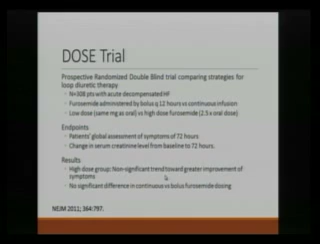 DOSE Trial
Prospective Randomized Double Blind trial comparing strategies for
loop diuretic therapy
N=308 pts with acute decompensated HF
Furosemide administered by bolus q 12 hours vs continuous infusion
Low dose (same mg as oral) vs high dose furosemide (2.5 x oral dose)
Endpoints
Patients' global assessment of symptoms of 72 hours
Change in serum creatinine level from baseline to 72 hours.
Results
High dose group: Non-significant trend toward greater improvement of
symptoms
No significant difference in continuous vs bolus furosemide dosing
NEJM 2011; 364:797.